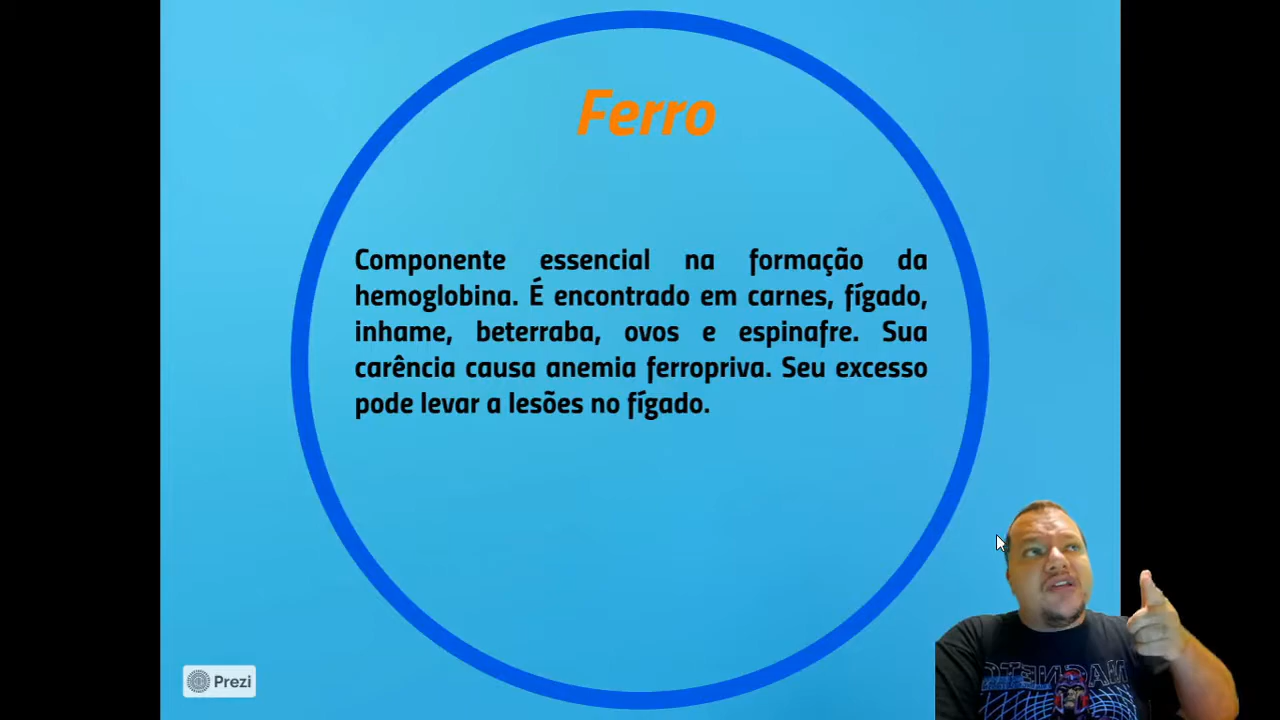 Ferro
Componente essencial na formação da
hemoglobina. É encontrado em carnes, fígado,
inhame, beterraba, ovos e espinafre. Sua
carência causa anemia ferropriva. Seu excesso
pode levar a lesões no fígado.
Prezi
MAGNETO